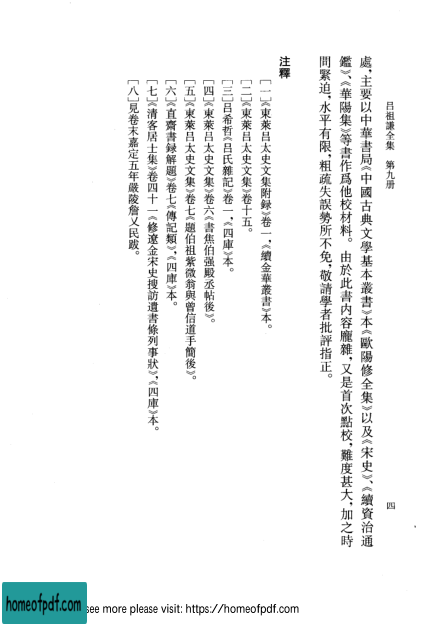 呂祖謙全集　第九册
四
處，主要以中華書局《中國古典文學基本叢書》本《歐陽修全集》以及《宋史》、《續資治通
鑑》、《華陽集》等書作爲他校材料。由於此書内容龐雜，又是首次點校，難度甚大，加之時
間緊迫，水平有限，粗疏失誤勢所不免，敬請學者批評指正。
注釋
［一］《東萊吕太史文集附録》卷一，《續金華叢書》本。
［二］《東萊吕太史文集》卷十五。
［三］吕希哲《吕氏雜記》卷一，《四庫》本。
［四］《東萊吕太史文集》卷六《書焦伯强殿丞帖後》。
［五］《東萊吕太史文集》卷七《題伯祖紫微翁與曾信道手簡後》。
［六］《直齋書録解題》卷七《傳記類》，《四庫》本。
［七］《清客居士集》卷四十一《修遼金宋史搜訪遺書條列事狀》，《四庫》本。
［八］見卷末嘉定五年嚴陵詹乂民跋。
homeofpdf.com
see more please visit: https://homeofpdf.com